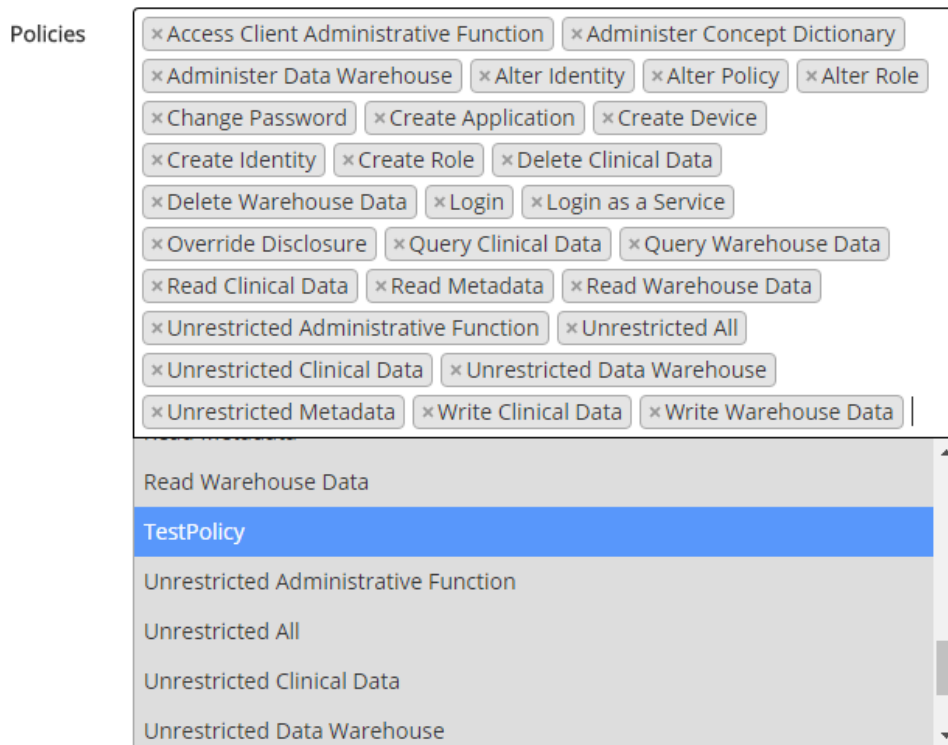 Policies
×Access Client Administrative Function ×Administer Concept Dictionary
×Administer Data Warehouse ×Alter Identity ×Alter Policy ×Alter Role
×Change Password ×Create Application ×Create Device
×Create Identity ×Create Role ×Delete Clinical Data
×Delete Warehouse Data ×Login ×Login as a Service
×Override Disclosure ×Query Clinical Data ×Query Warehouse Data
×Read Clinical Data ×Read Metadata ×Read Warehouse Data
×Unrestricted Administrative Function ×Unrestricted All
×Unrestricted Clinical Data ×Unrestricted Data Warehouse
×Unrestricted Metadata ×Write Clinical Data ×Write Warehouse Data
Read Warehouse Data
TestPolicy
Unrestricted Administrative Function
Unrestricted All
Unrestricted Clinical Data
Unrestricted Data Warehouse